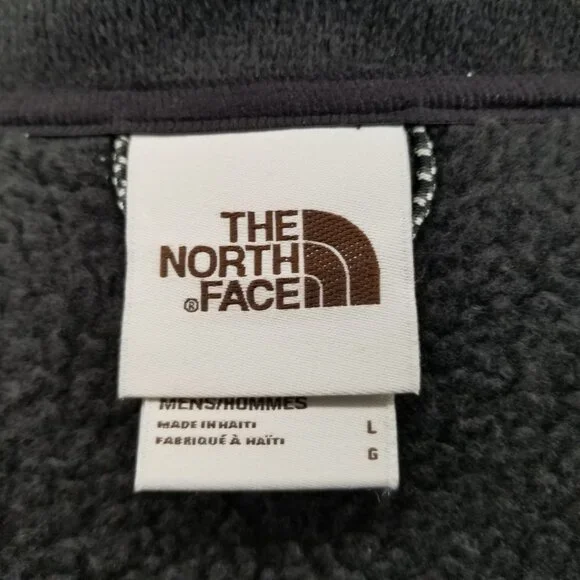 THE
NORTH
®FACE
MENS/HOMMES
MADE IN HAITI L
FABRIQUÉ À HAÏTI G